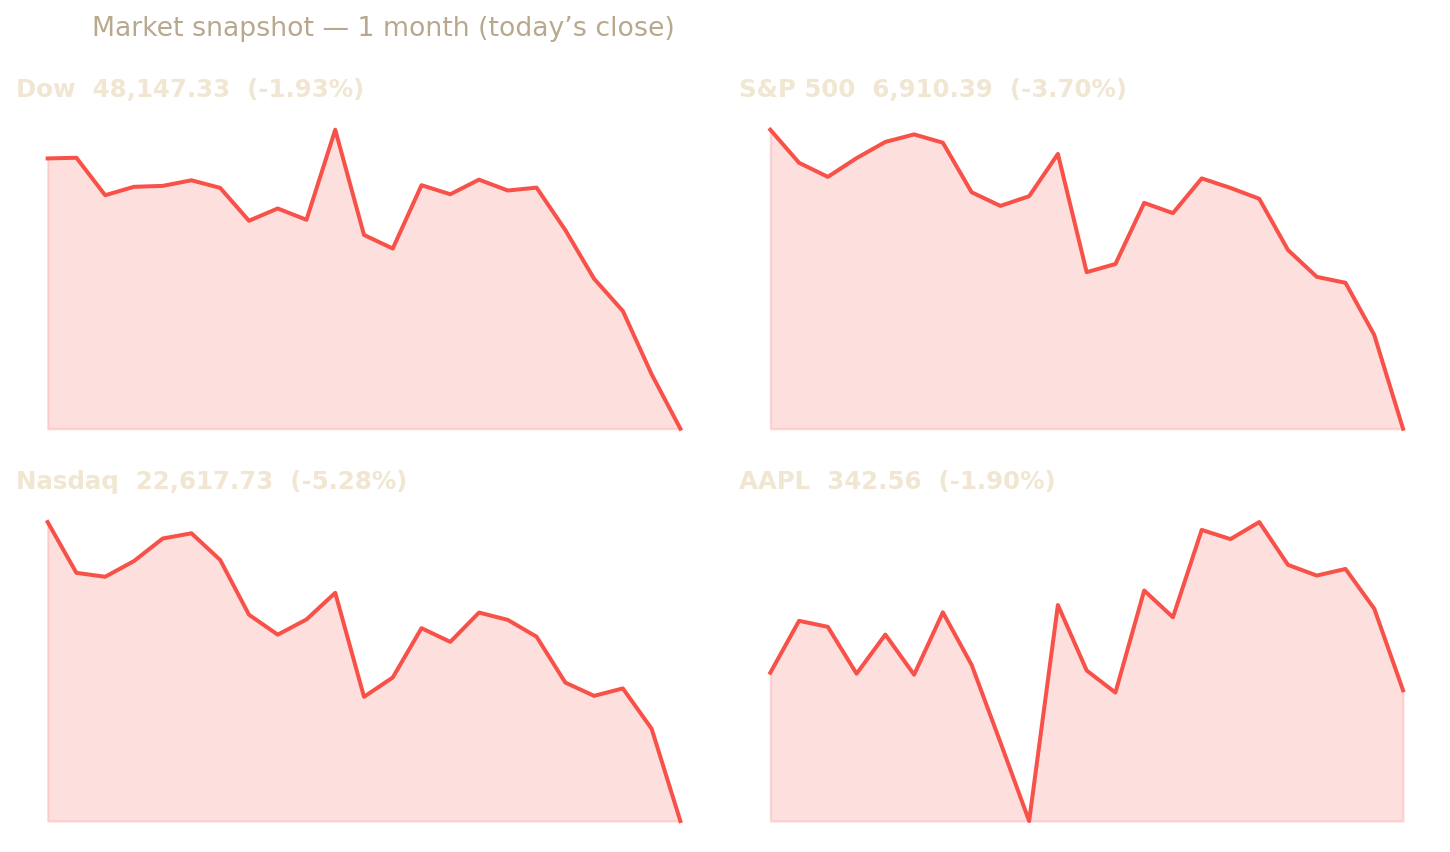 Market snapshot — 1 month (today’s close)
Dow 48,147.33 (-1.93%)
S&P 500 6,910.39 (-3.70%)
Nasdaq 22,617.73 (-5.28%)
AAPL 342.56 (-1.90%)